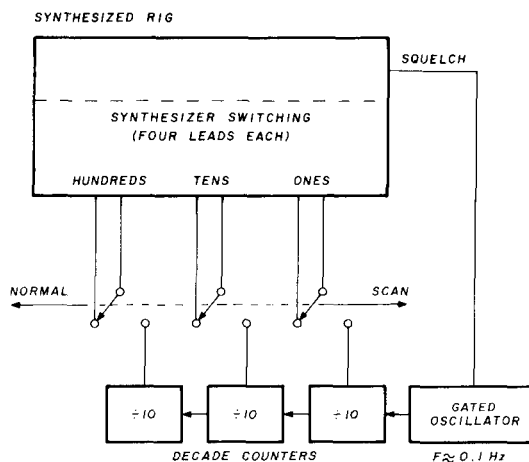 SYNTHESIZED RIG
SQUELCH
SYNTHESIZER SWITCHING
(FOUR LEADS EACH)
HUNDREDS TENS ONES
NORMAL SCAN
÷10 ÷10 ÷10 GATED
OSCILLATOR
DECADE COUNTERS F≈0.1 Hz